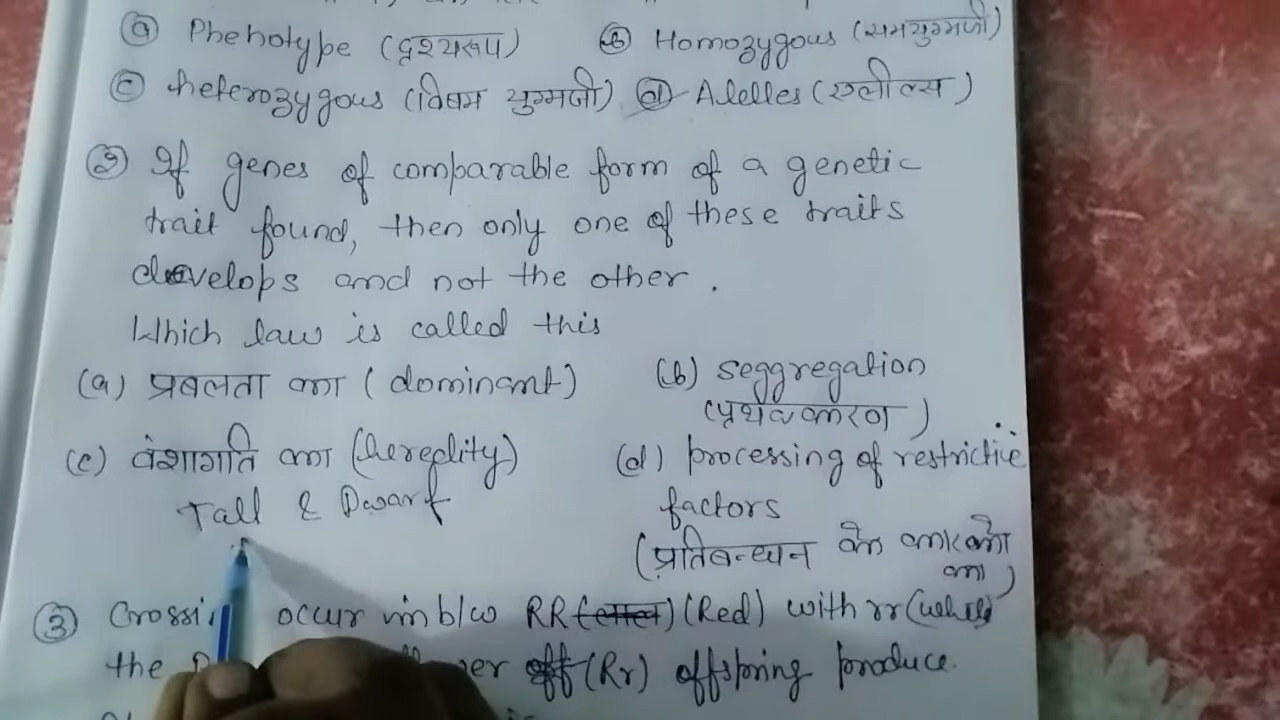 ⓐ Phenotype (दृश्यरूप) ⓑ Homozygous (समयुग्मजी)
ⓒ heterozygous (विषम युग्मजी) ⓓ Alelles (एलील्स)
② If genes of comparable form of a genetic
trait found, then only one of these traits
develops and not the other.
Which law is called this
(a) प्रबलता का (dominant) (b) seggregation
(पृथक्करण)
(c) वंशागति का (heredity) (d) processing of restrictive
Tall & Dwarf factors
(प्रतिबन्धन के कारकों
का)
③ Crossi occur in b/w RR (Red) with rr (white)
the (Rr) offspring produce.